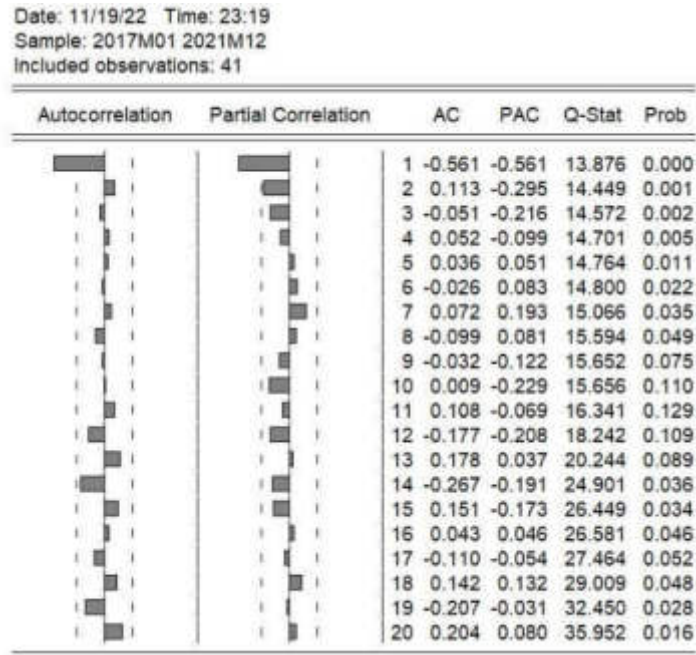 Date: 11/19/22 Time: 23:19
Sample: 2017M01 2021M12
Included observations: 41
Autocorrelation Partial Correlation AC PAC Q-Stat Prob
1 -0.561 -0.561 13.876 0.000
2 0.113 -0.295 14.449 0.001
3 -0.051 -0.216 14.572 0.002
4 0.052 -0.099 14.701 0.005
5 0.036 0.051 14.764 0.011
6 -0.026 0.083 14.800 0.022
7 0.072 0.193 15.066 0.035
8 -0.099 0.081 15.594 0.049
9 -0.032 -0.122 15.652 0.075
10 0.009 -0.229 15.656 0.110
11 0.108 -0.069 16.341 0.129
12 -0.177 -0.208 18.242 0.109
13 0.178 0.037 20.244 0.089
14 -0.267 -0.191 24.901 0.036
15 0.151 -0.173 26.449 0.034
16 0.043 0.046 26.581 0.046
17 -0.110 -0.054 27.464 0.052
18 0.142 0.132 29.009 0.048
19 -0.207 -0.031 32.450 0.028
20 0.204 0.080 35.952 0.016